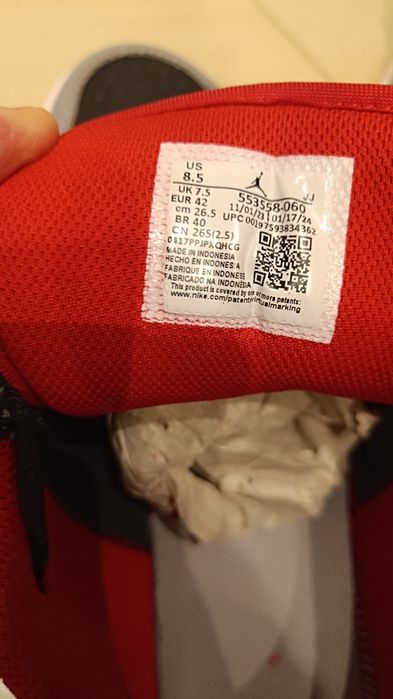 US
8.5
UK 7.5
EUR 42
cm 26.5
BR 40
CN 265(2.5)
553558-060
11/01/23 01/17/24
UPC 00197593834362
MADE IN INDONESIA
HECHO EN INDONESIA
FABRIQUE EN INDONESIE
FABRICADO NA INDONESIA
This product is covered by one or more patents:
www.nike.com/patentvirtualmarking